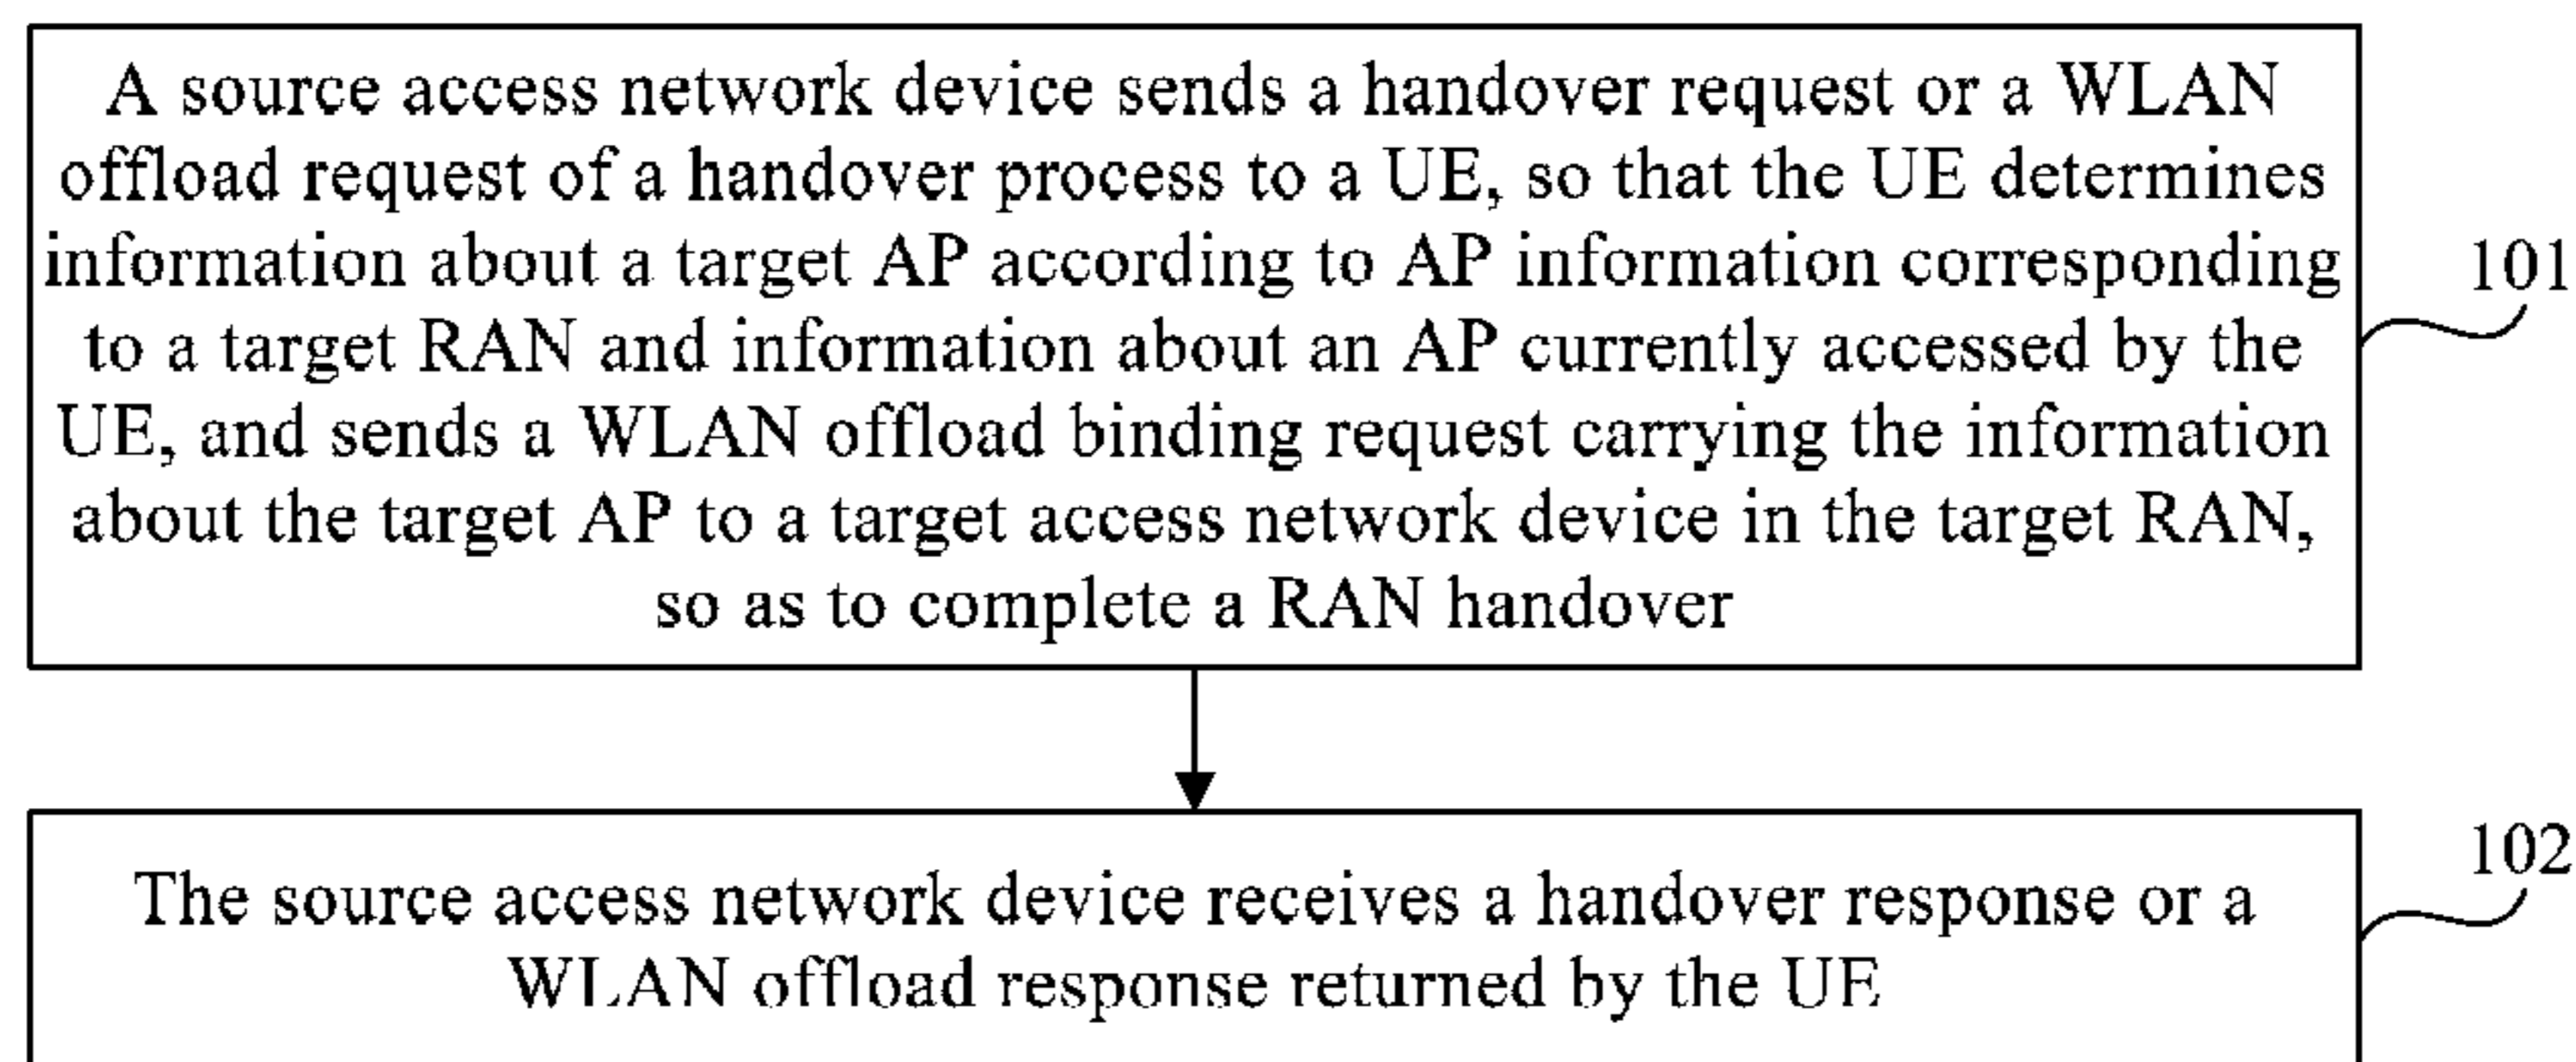 A source access network device sends a handover request or a WLAN
offload request of a handover process to a UE, so that the UE determines
information about a target AP according to AP information corresponding
to a target RAN and information about an AP currently accessed by the
UE, and sends a WLAN offload binding request carrying the information
about the target AP to a target access network device in the target RAN,
so as to complete a RAN handover
101
The source access network device receives a handover response or a
WLAN offload response returned by the UE
102